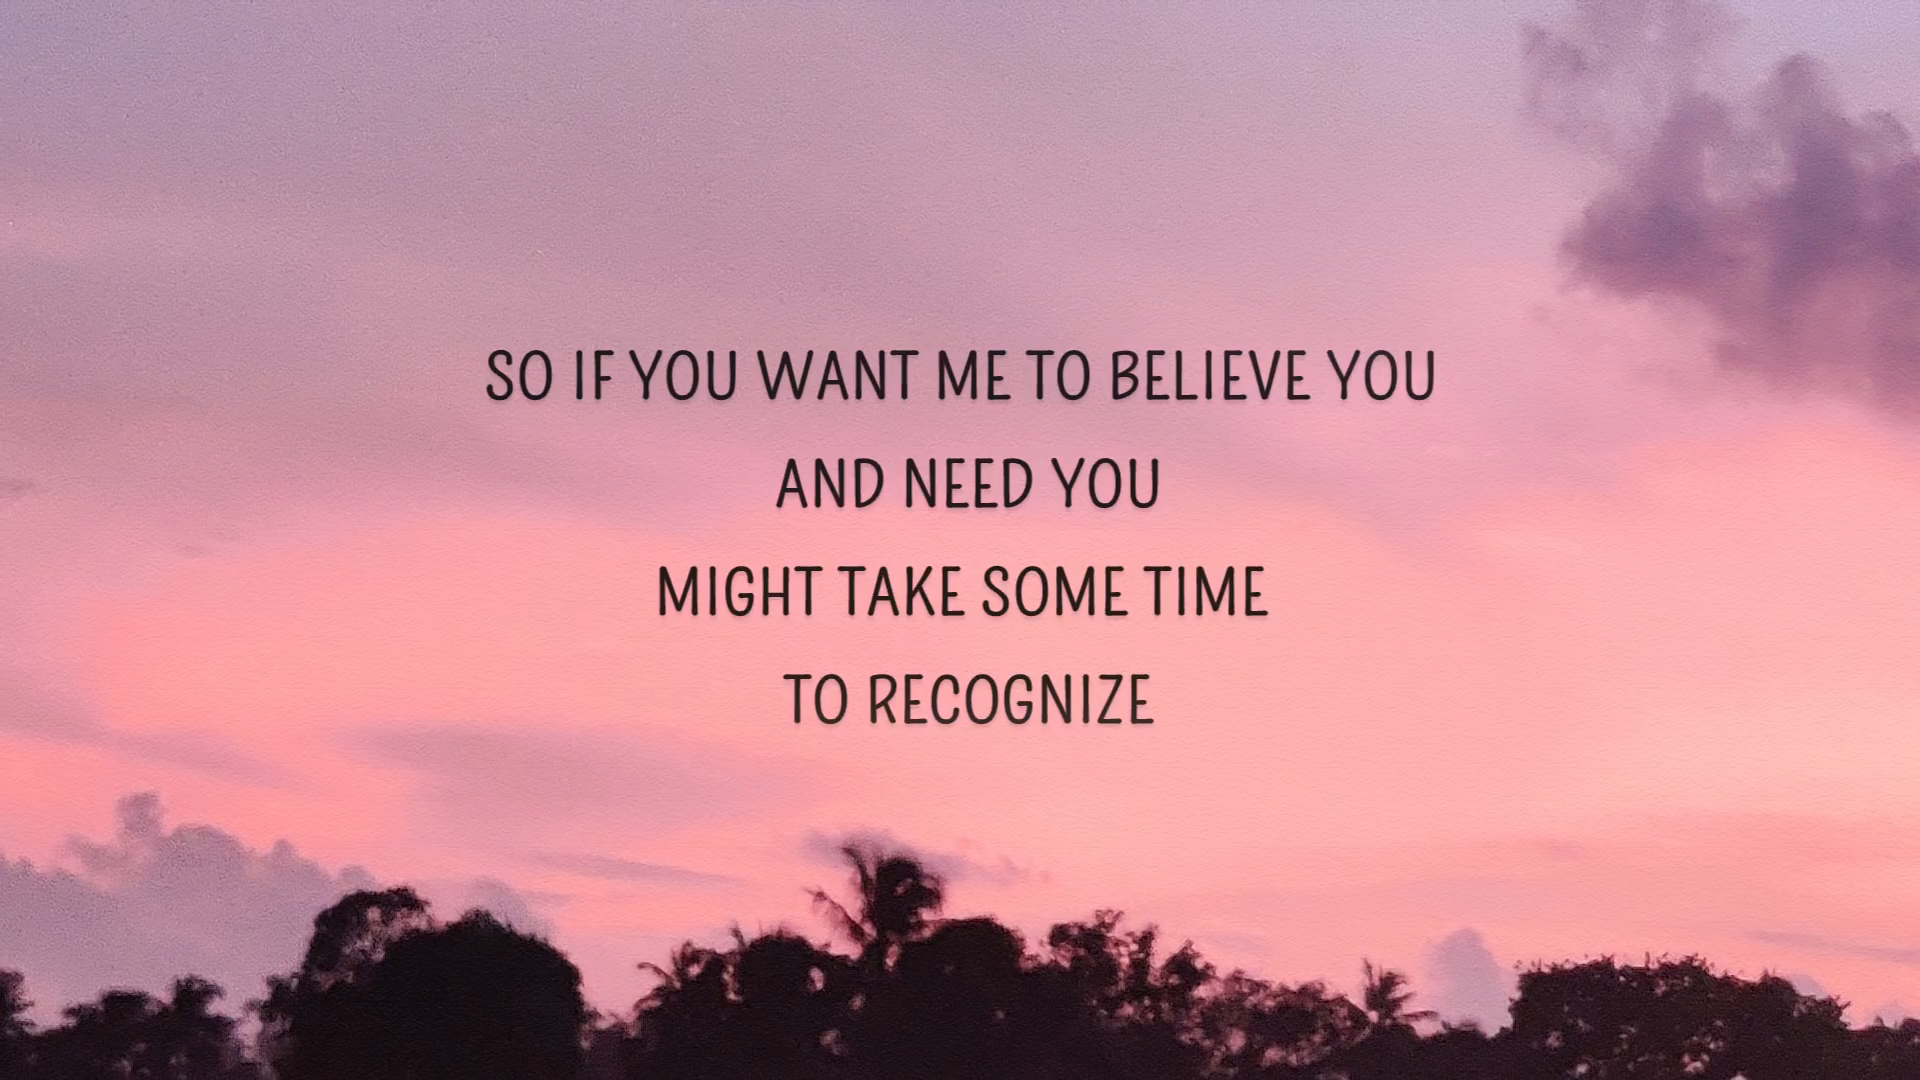 SO IF YOU WANT ME TO BELIEVE YOU
AND NEED YOU
MIGHT TAKE SOME TIME
TO RECOGNIZE